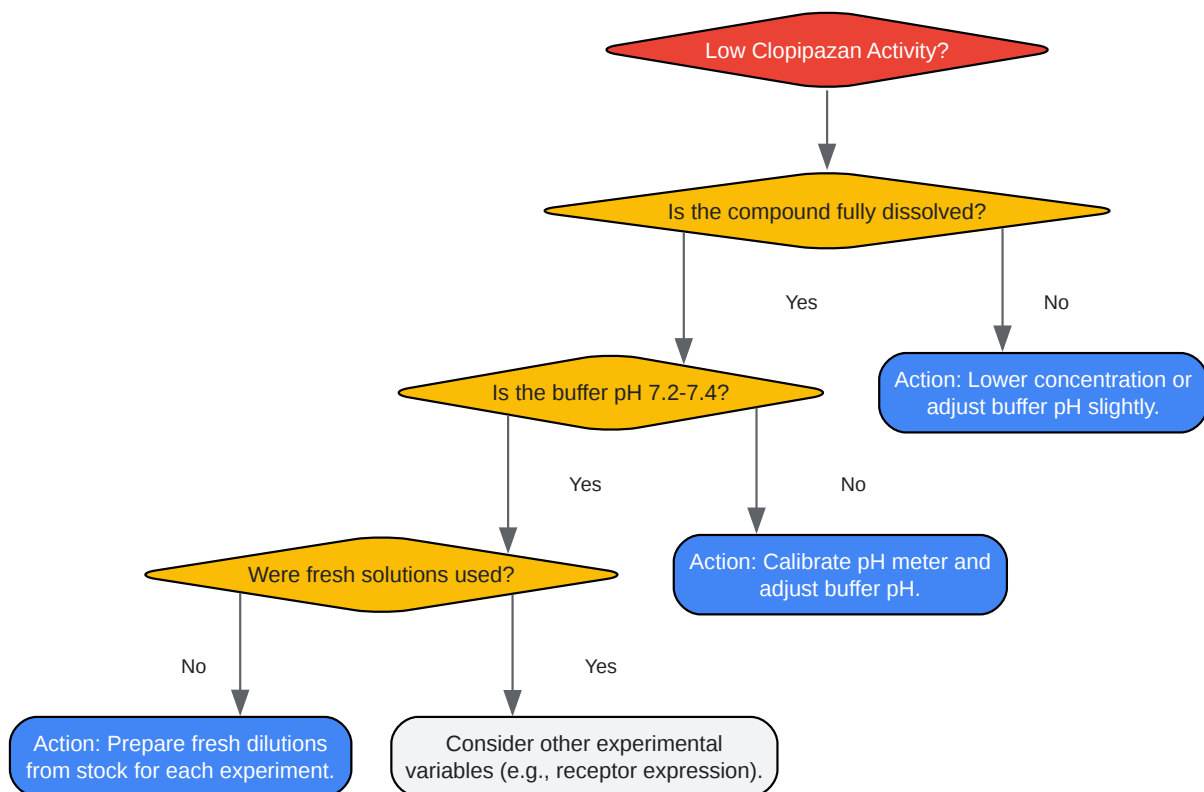 Low Clopipazan Activity?
Is the compound fully dissolved?
Yes
No
Action: Lower concentration or
adjust buffer pH slightly.
Is the buffer pH 7.2-7.4?
Yes
No
Action: Calibrate pH meter and
adjust buffer pH.
Were fresh solutions used?
No
Yes
Action: Prepare fresh dilutions
from stock for each experiment.
Consider other experimental
variables (e.g., receptor expression).